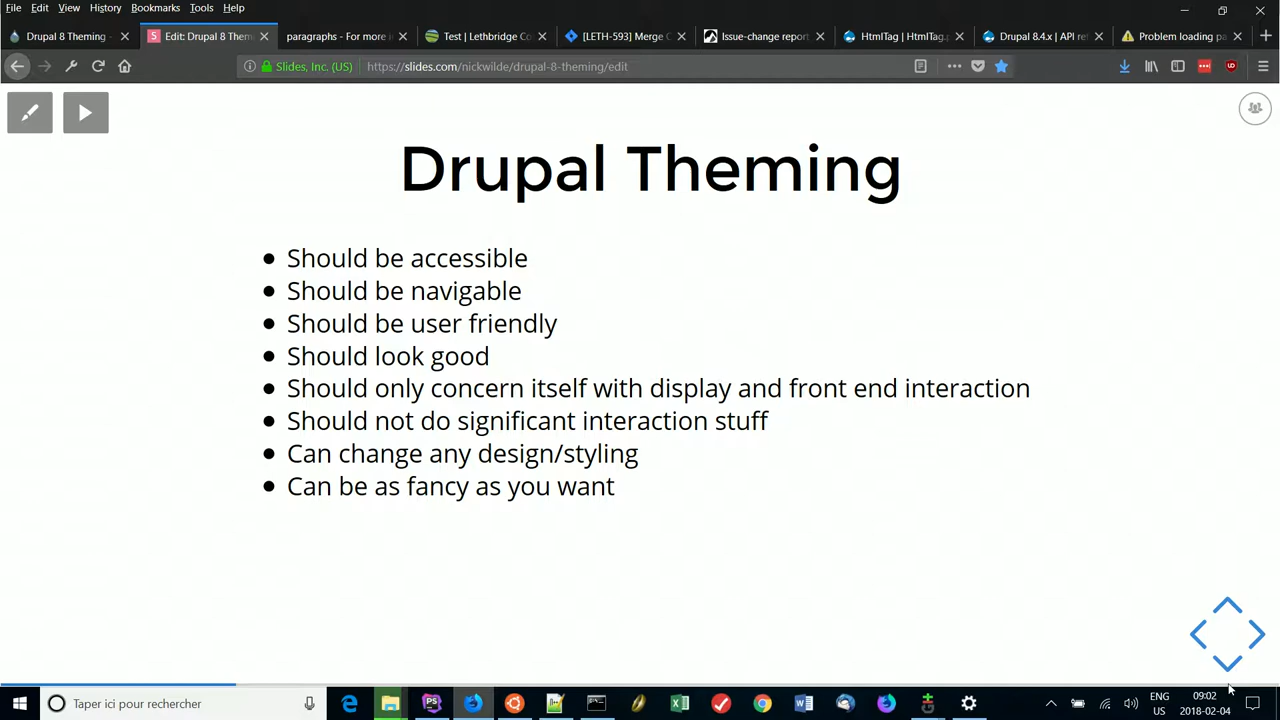 File Edit View History Bookmarks Tools Help
Drupal 8 Theming -
Edit: Drupal 8 Them
paragraphs - For more i
Test | Lethbridge Co
[LETH-593] Merge C
Issue-change report
HtmlTag | HtmlTag.p
Drupal 8.4.x | API re
Problem loading pa
Slides, Inc. (US)
https://slides.com/nickwilde/drupal-8-theming/edit
Drupal Theming
Should be accessible
Should be navigable
Should be user friendly
Should look good
Should only concern itself with display and front end interaction
Should not do significant interaction stuff
Can change any design/styling
Can be as fancy as you want
Taper ici pour rechercher
ENG
US
09:02
2018-02-04